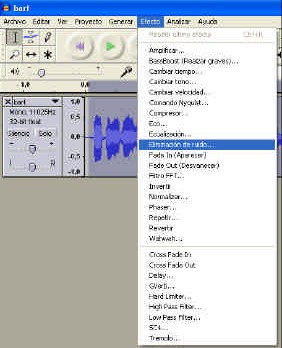 bart
Archivo Editar Ver Proyecto Generar Efecto Analizar Ayuda
Repetir último efecto Ctrl+R
Amplificar...
BassBoost (Realzar graves)...
Cambiar tiempo...
Cambiar tono...
Cambiar velocidad...
Comando Nyquist...
Compresor...
Eco...
Ecualización...
Eliminación de ruido...
Fade In (Aparecer)
Fade Out (Desvanecer)
Filtro FFT...
Invertir
Normalizar...
Phaser...
Repetir...
Revertir
Wahwah...
Cross Fade In
Cross Fade Out
Delay...
GVerb...
Hard Limiter...
High Pass Filter...
Low Pass Filter...
SC4...
Tremolo...
-1,0 0,0
bart
Mono, 11025Hz
32-bit float
Silencio Solo
- +
I D
1,0
0,5
0,0
-0,5
-1,0